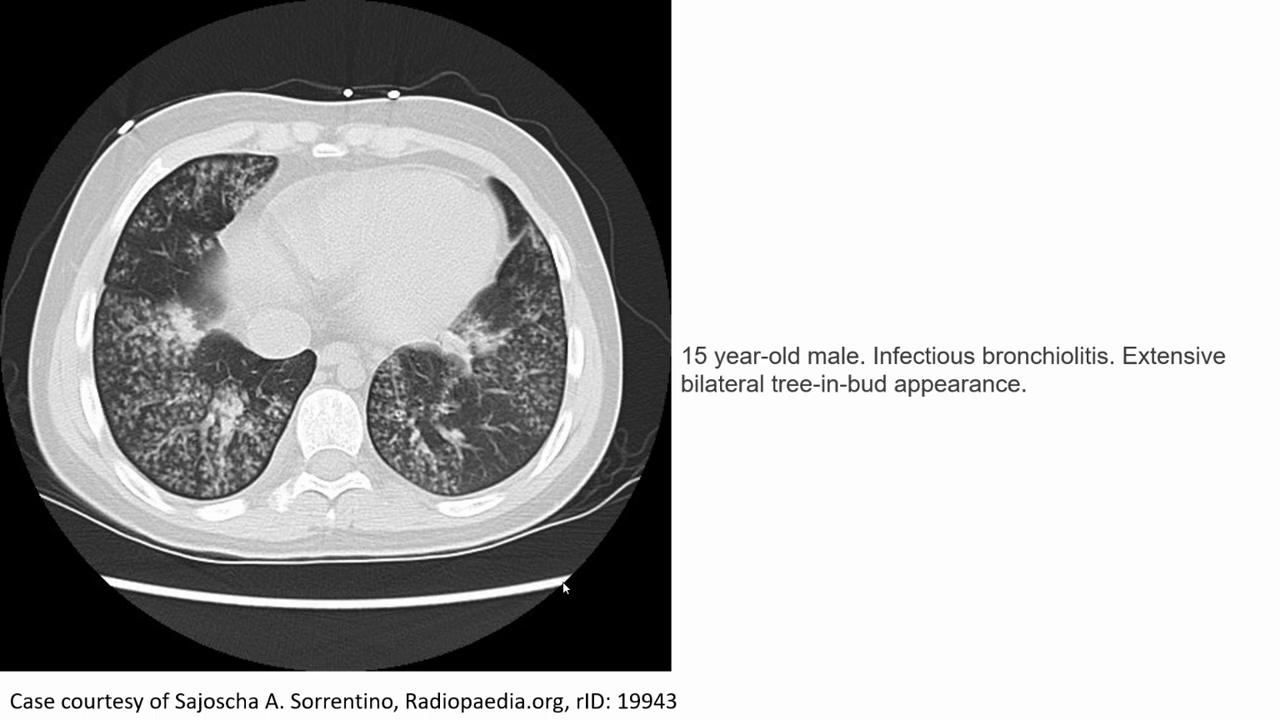 15 year-old male. Infectious bronchiolitis. Extensive
bilateral tree-in-bud appearance.
Case courtesy of Sajoscha A. Sorrentino, Radiopaedia.org, rID: 19943